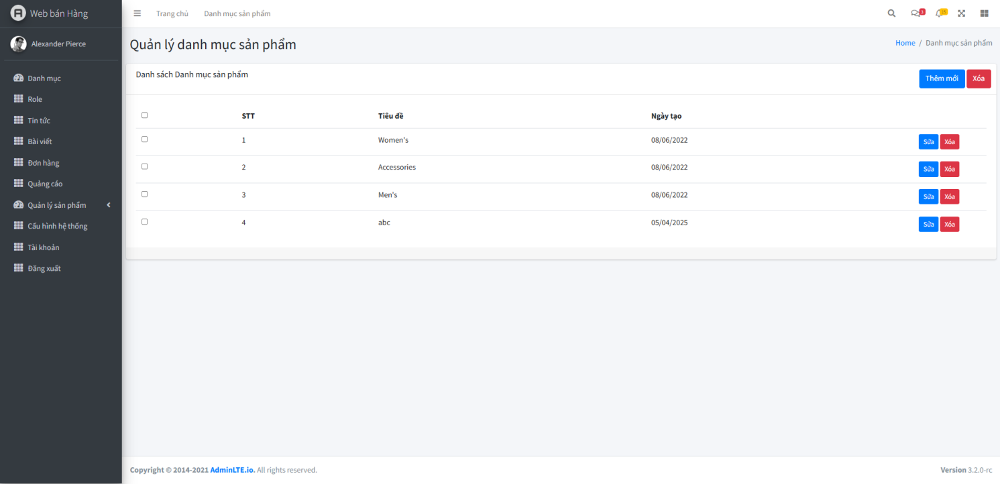 Web bán Hàng
Trang chủ Danh mục sản phẩm
3
15
Alexander Pierce
Danh mục
Role
Tin tức
Bài viết
Đơn hàng
Quảng cáo
Quản lý sản phẩm
Cấu hình hệ thống
Tài khoản
Đăng xuất
Quản lý danh mục sản phẩm
Home / Danh mục sản phẩm
Danh sách Danh mục sản phẩm
Thêm mới Xóa
STT Tiêu đề Ngày tạo
1 Women's 08/06/2022 Sửa Xóa
2 Accessories 08/06/2022 Sửa Xóa
3 Men's 08/06/2022 Sửa Xóa
4 abc 05/04/2025 Sửa Xóa
Copyright © 2014-2021 AdminLTE.io. All rights reserved.
Version 3.2.0-rc